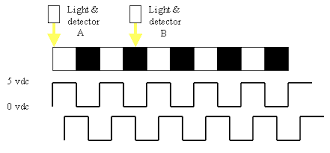 Light & Light &
detector detector
A B
5 vdc
0 vdc